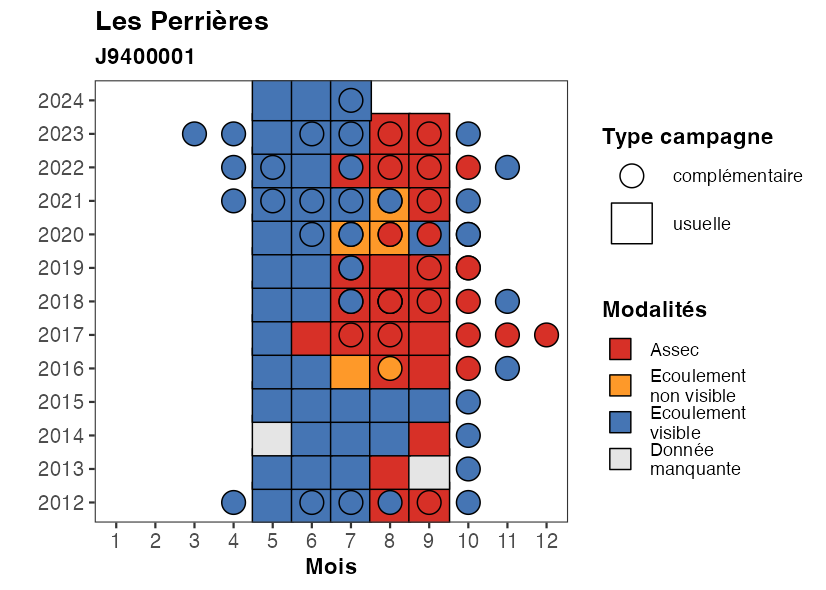 Les Perrières
J9400001
2024
2023
2022
2021
2020
2019
2018
2017
2016
2015
2014
2013
2012
1 2 3 4 5 6 7 8 9 10 11 12
Mois
Type campagne
complémentaire
usuelle
Modalités
Assec
Ecoulement
non visible
Ecoulement
visible
Donnée
manquante